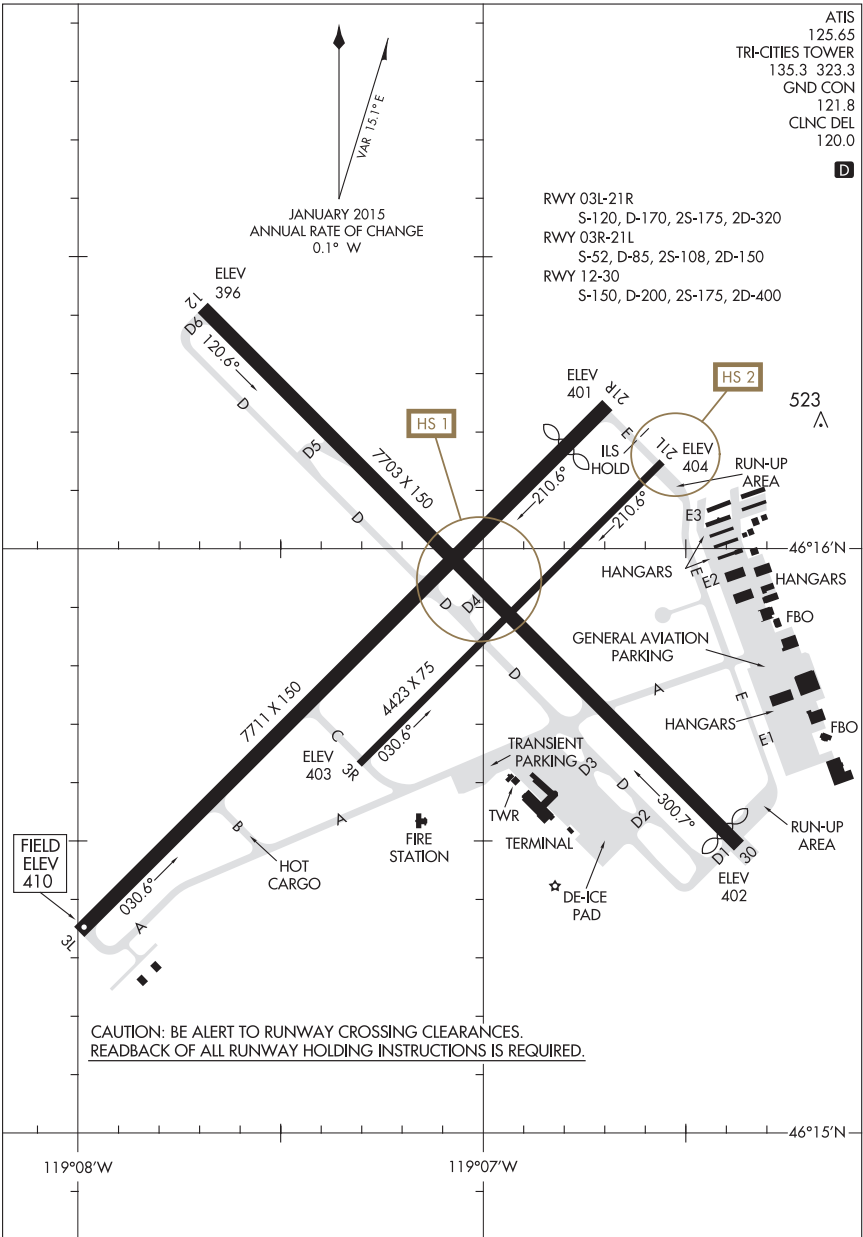 ATIS
125.65
TRI-CITIES TOWER
135.3 323.3
GND CON
121.8
CLNC DEL
120.0
D
VAR 15.1° E
JANUARY 2015
ANNUAL RATE OF CHANGE
0.1° W
RWY 03L-21R
S-120, D-170, 2S-175, 2D-320
RWY 03R-21L
S-52, D-85, 2S-108, 2D-150
RWY 12-30
S-150, D-200, 2S-175, 2D-400
ELEV
396
12
D6
120.6°
D
D5
7703 X 150
D
HS 1
ELEV
401
21R
HS 2
523
E
ILS
HOLD
21L
ELEV
404
RUN-UP
AREA
210.6°
210.6°
E3
46°16'N
HANGARS
E
E2
HANGARS
FBO
D
D4
GENERAL AVIATION
PARKING
D
A
E
7711 X 150
4423 X 75
HANGARS
E1
FBO
C
ELEV
403
3R
030.6°
TRANSIENT
PARKING
D3
D
D2
300.7°
TWR
TERMINAL
B
A
FIRE
STATION
HOT
CARGO
RUN-UP
AREA
D1
30
ELEV
402
DE-ICE
PAD
FIELD
ELEV
410
030.6°
3L
A
CAUTION: BE ALERT TO RUNWAY CROSSING CLEARANCES.
READBACK OF ALL RUNWAY HOLDING INSTRUCTIONS IS REQUIRED.
46°15'N
119°08'W
119°07'W